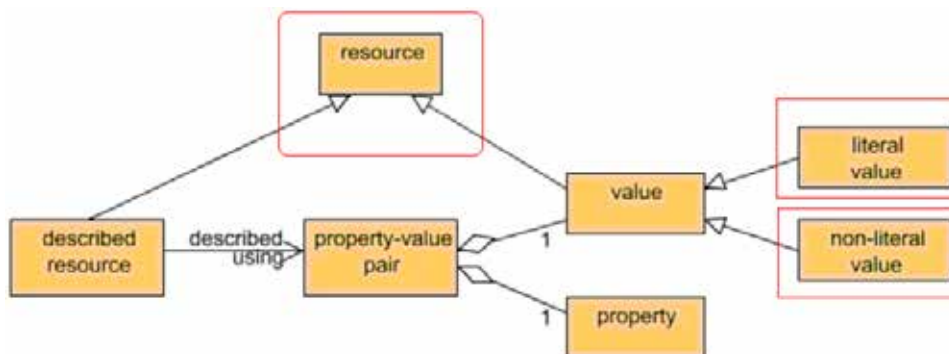 resource
literal
value
value
described
resource
described
using
property-value
pair
1
non-literal
value
1
property